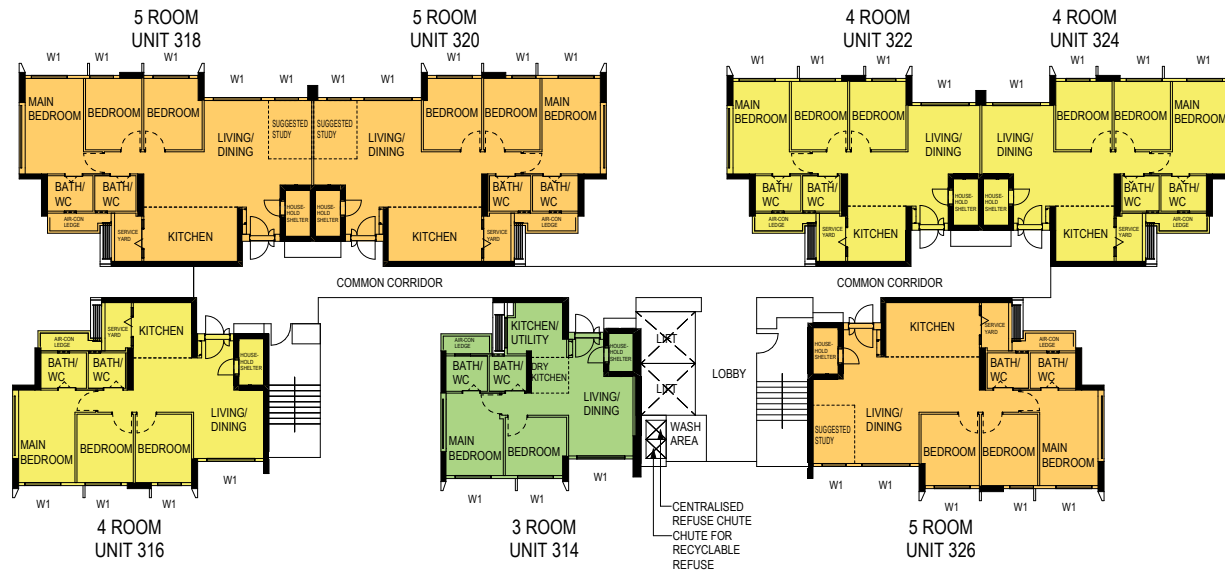 5 ROOM
UNIT 318
5 ROOM
UNIT 320
4 ROOM
UNIT 322
4 ROOM
UNIT 324
W1
W1
W1
W1
W1
W1
W1
W1
W1
W1
MAIN
BEDROOM
BEDROOM
BEDROOM
LIVING/
DINING
SUGGESTED
STUDY
BATH/
WC
BATH/
WC
AIR-CON
LEDGE
SERVICE
YARD
KITCHEN
HOUSE-
HOLD
SHELTER
SUGGESTED
STUDY
LIVING/
DINING
BEDROOM
BEDROOM
MAIN
BEDROOM
BATH/
WC
BATH/
WC
AIR-CON
LEDGE
SERVICE
YARD
KITCHEN
HOUSE-
HOLD
SHELTER
W1
W1
W1
W1
W1
W1
W1
W1
MAIN
BEDROOM
BEDROOM
BEDROOM
LIVING/
DINING
BATH/
WC
BATH/
WC
AIR-CON
LEDGE
SERVICE
YARD
KITCHEN
HOUSE-
HOLD
SHELTER
LIVING/
DINING
BEDROOM
BEDROOM
MAIN
BEDROOM
BATH/
WC
BATH/
WC
AIR-CON
LEDGE
SERVICE
YARD
KITCHEN
HOUSE-
HOLD
SHELTER
COMMON CORRIDOR
COMMON CORRIDOR
AIR-CON
LEDGE
SERVICE
YARD
KITCHEN
HOUSE-
HOLD
SHELTER
BATH/
WC
BATH/
WC
LIVING/
DINING
MAIN
BEDROOM
BEDROOM
BEDROOM
W1
W1
W1
W1
4 ROOM
UNIT 316
AIR-CON
LEDGE
KITCHEN/
UTILITY
HOUSE-
HOLD
SHELTER
BATH/
WC
BATH/
WC
DRY
KITCHEN
LIVING/
DINING
MAIN
BEDROOM
BEDROOM
W1
W1
W1
3 ROOM
UNIT 314
LIFT
LIFT
LOBBY
WASH
AREA
CENTRALISED
REFUSE CHUTE
CHUTE FOR
RECYCLABLE
REFUSE
HOUSE-
HOLD
SHELTER
KITCHEN
SERVICE
YARD
AIR-CON
LEDGE
BATH/
WC
BATH/
WC
SUGGESTED
STUDY
LIVING/
DINING
BEDROOM
BEDROOM
MAIN
BEDROOM
W1
W1
W1
W1
W1
5 ROOM
UNIT 326